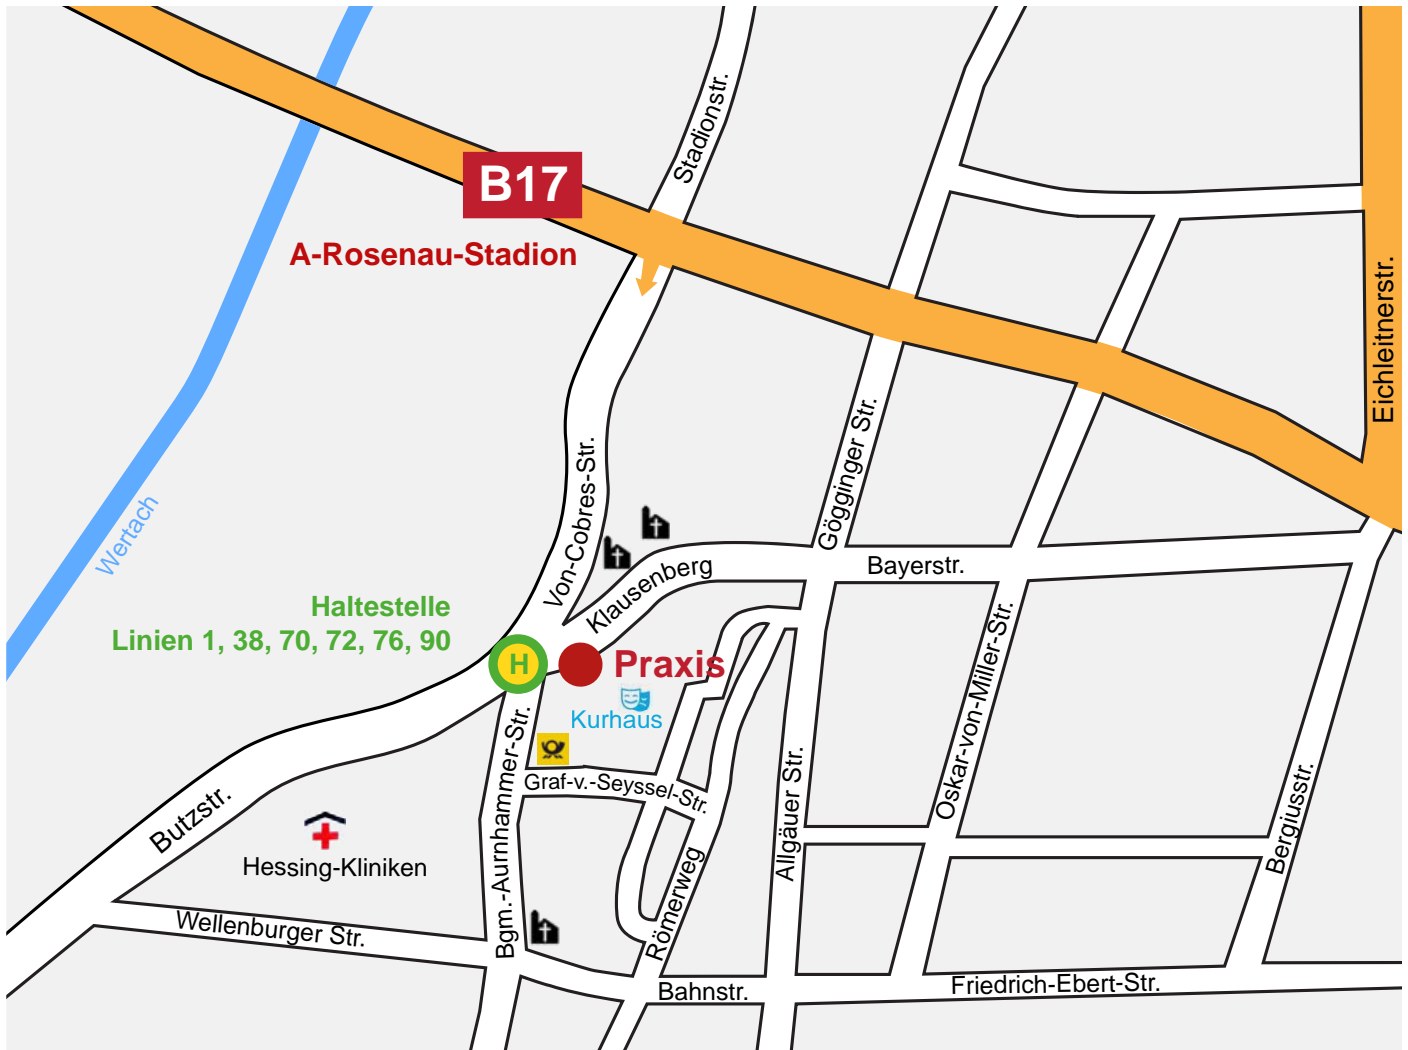 Stadionstr.
B17
A-Rosenau-Stadion
Eichleitnerstr.
Gögginger Str.
Von-Cobres-Str.
Wertach
Klausenberg
Bayerstr.
Haltestelle
Linien 1, 38, 70, 72, 76, 90
H
Praxis
Kurhaus
Oskar-von-Miller-Str.
Bgm.-Aurnhammer-Str.
Graf-v.-Seyssel-Str.
Allgäuer Str.
Bergiusstr.
Butzstr.
Hessing-Kliniken
Römerweg
Wellenburger Str.
Bahnstr.
Friedrich-Ebert-Str.